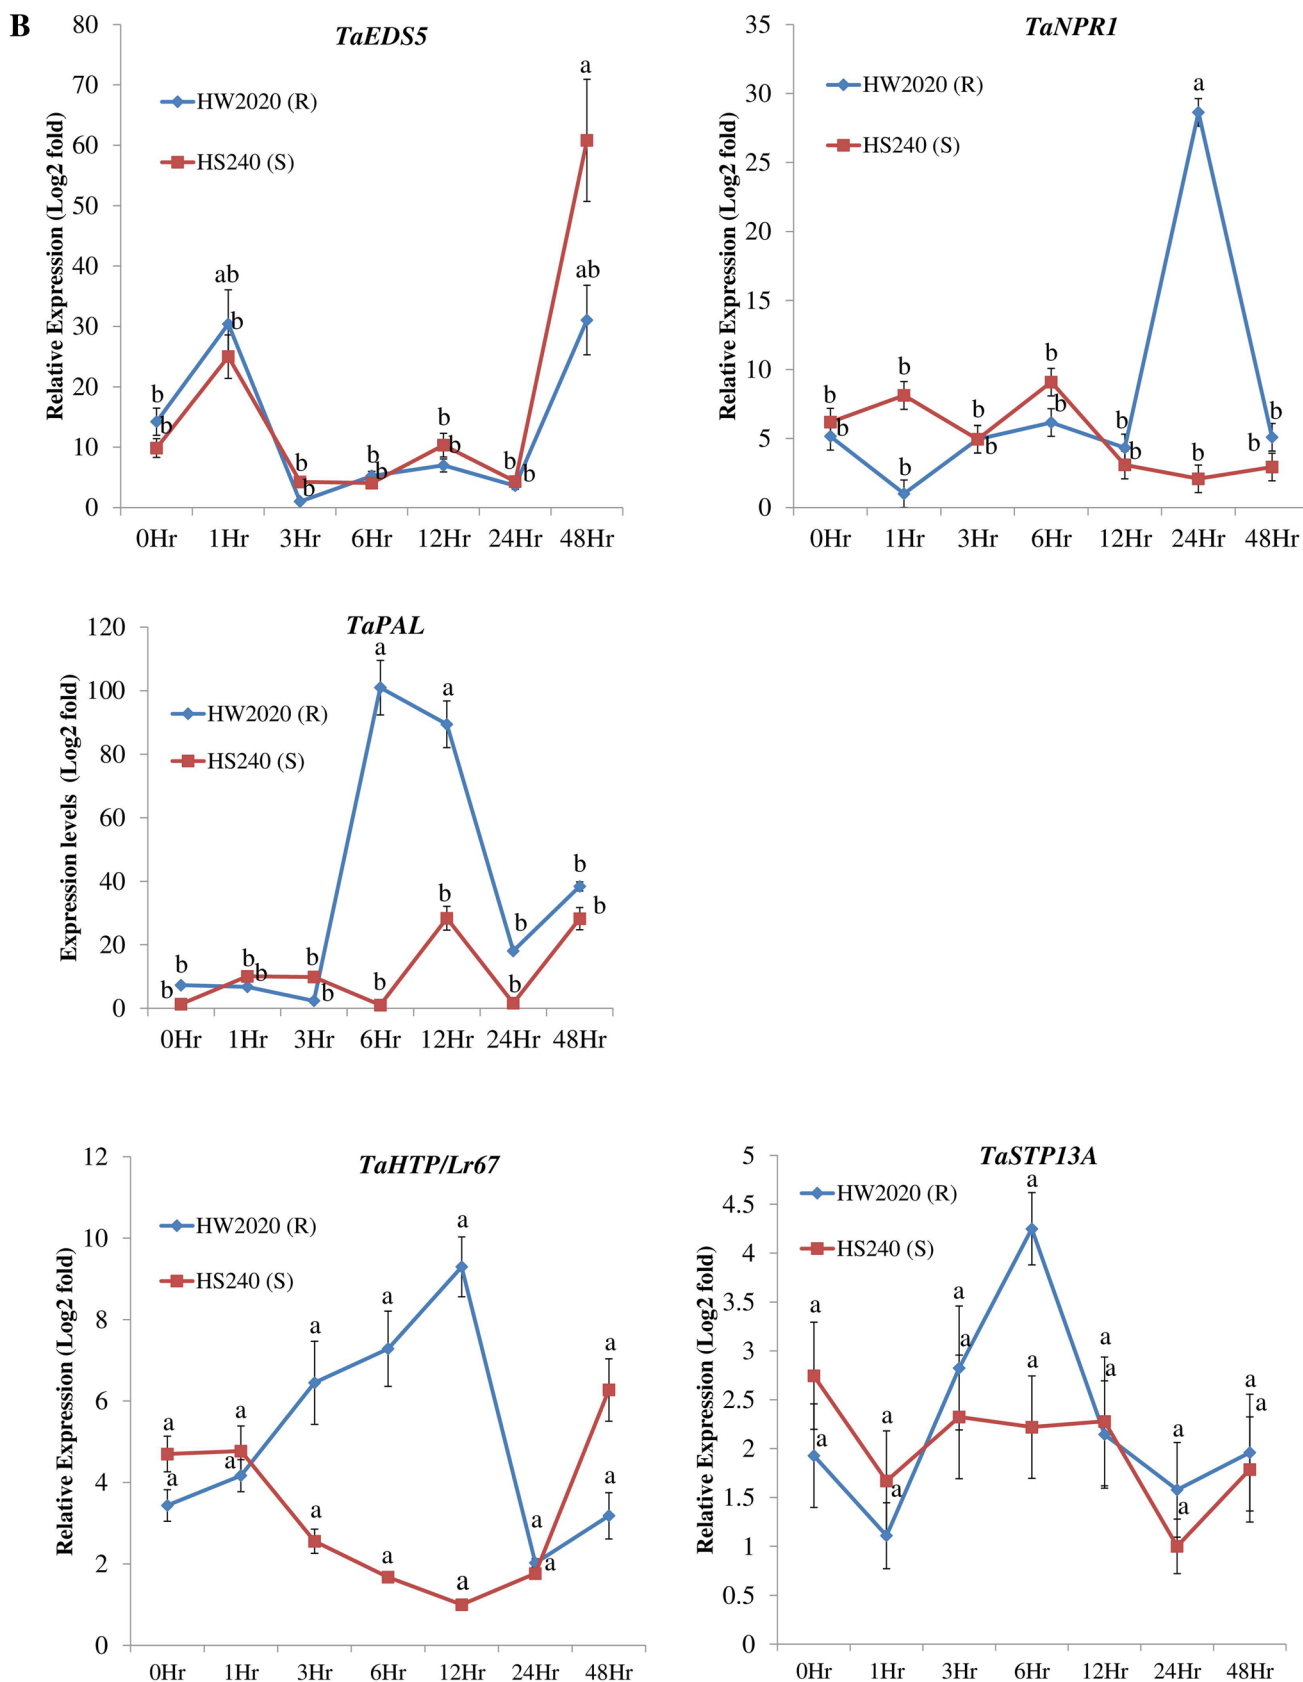 B
TaEDS5
80
70
60
50
40
30
20
10
0
Relative Expression (Log2 fold)
HW2020 (R)
HS240 (S)
b
b
ab
b
b
b
b
b
b
b
b
b
a
ab
0Hr 1Hr 3Hr 6Hr 12Hr 24Hr 48Hr
TaNPR1
35
30
25
20
15
10
5
0
Relative Expression (Log2 fold)
HW2020 (R)
HS240 (S)
b
b
b
b
b
b
b
b
b
b
a
b
b
b
0Hr 1Hr 3Hr 6Hr 12Hr 24Hr 48Hr
TaPAL
120
100
80
60
40
20
0
Expression levels (Log2 fold)
HW2020 (R)
HS240 (S)
b
b
b
b
b
b
a
b
a
b
b
b
b
b
0Hr 1Hr 3Hr 6Hr 12Hr 24Hr 48Hr
TaHTP/Lr67
12
10
8
6
4
2
0
Relative Expression (Log2 fold)
HW2020 (R)
HS240 (S)
a
a
a
a
a
a
a
a
a
a
a
a
a
a
0Hr 1Hr 3Hr 6Hr 12Hr 24Hr 48Hr
TaSTP13A
5
4.5
4
3.5
3
2.5
2
1.5
1
0.5
0
Relative Expression (Log2 fold)
HW2020 (R)
HS240 (S)
a
a
a
a
a
a
a
a
a
a
a
a
a
a
0Hr 1Hr 3Hr 6Hr 12Hr 24Hr 48Hr